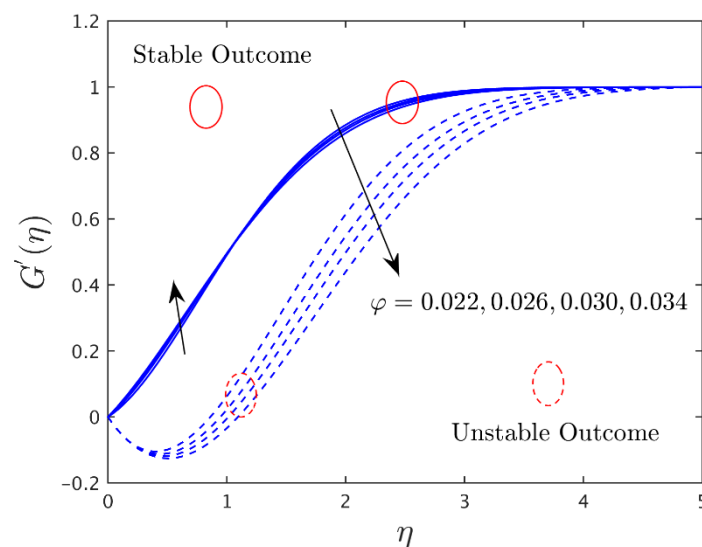 1.2
Stable Outcome
1
0.8
0.6
G′(η)
0.4
φ = 0.022, 0.026, 0.030, 0.034
0.2
0
Unstable Outcome
−0.2
0 1 2 3 4 5
η